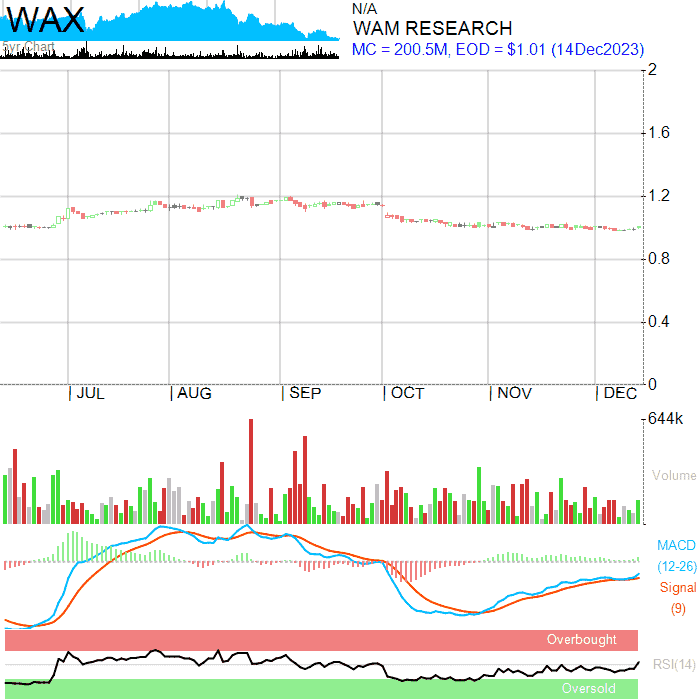 WAX
5yr Chart
N/A
WAM RESEARCH
MC = 200.5M, EOD = $1.01 (14Dec2023)
2
1.6
1.2
0.8
0.4
0
JUL AUG SEP OCT NOV DEC
644k
Volume
MACD
(12-26)
Signal
(9)
Overbought
RSI(14)
Oversold